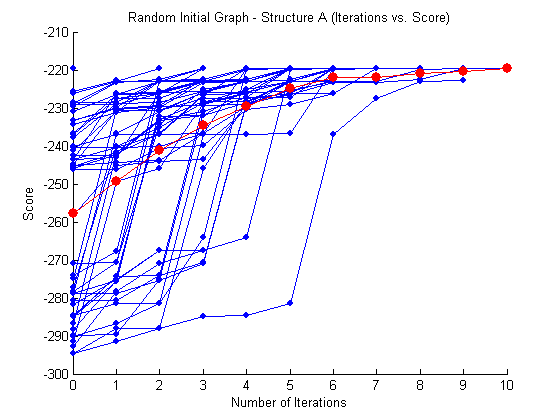 Random Initial Graph - Structure A (Iterations vs. Score)
-210
-220
-230
-240
-250
-260
-270
-280
-290
-300
Score
0 1 2 3 4 5 6 7 8 9 10
Number of Iterations